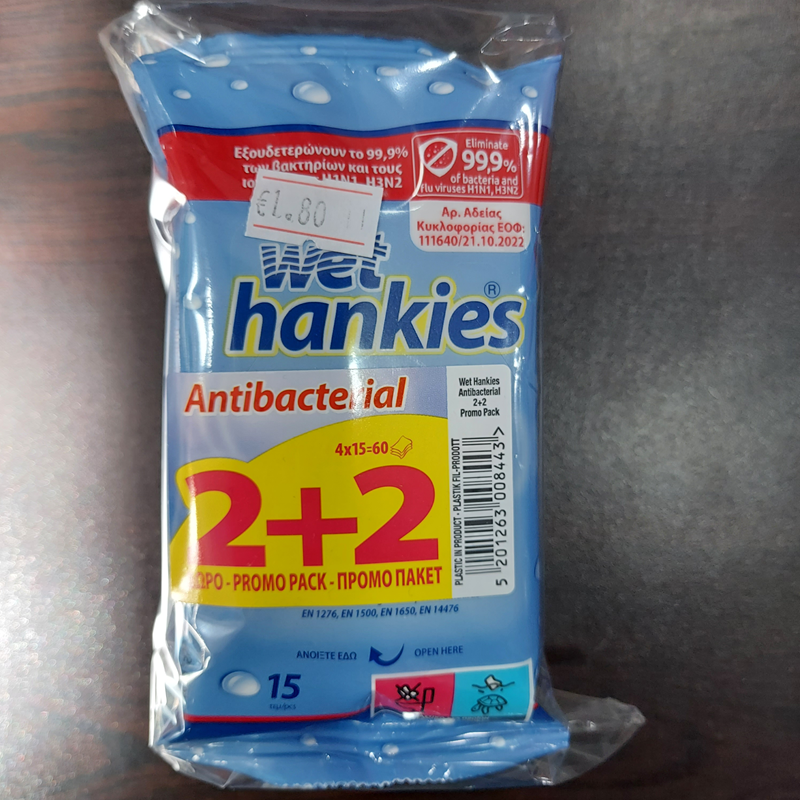 Εξουδετερώνουν το 99,9%
των βακτηρίων και τους
H1N1, H3N2
Eliminate
99,9%
of bacteria and
flu viruses H1N1, H3N2
€1.80
Αρ. Αδείας
Κυκλοφορίας ΕΟΦ:
111640/21.10.2022
Wet
hankies®
Antibacterial
4x15=60
2+2
ΩΡΟ - PROMO PACK - ПРОМО ПАКЕТ
Wet Hankies
Antibacterial
2+2
Promo Pack
PLASTIC IN PRODUCT - PLASTIK FIL-PRODOTT
5 201263 008443 >
EN 1276, EN 1500, EN 1650, EN 14476
ΑΝΟΙΞΤΕ ΕΔΩ
OPEN HERE
15